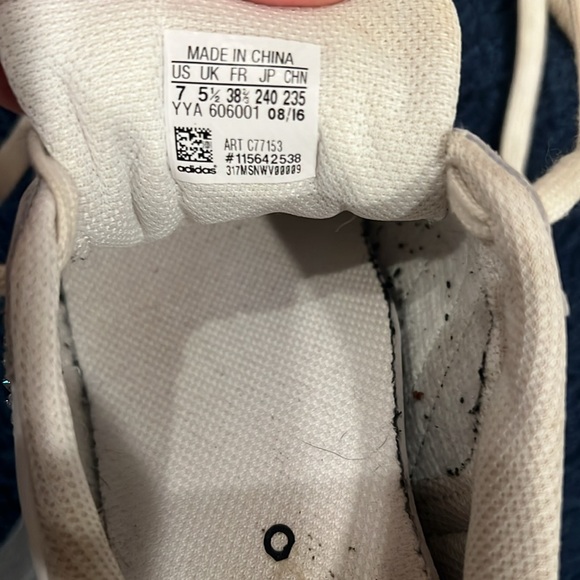 MADE IN CHINA
US UK FR JP CHN
7 5½ 38⅔ 240 235
YYA 606001 08/16
ART C77153
#115642538
adidas® 317MSNWV00009